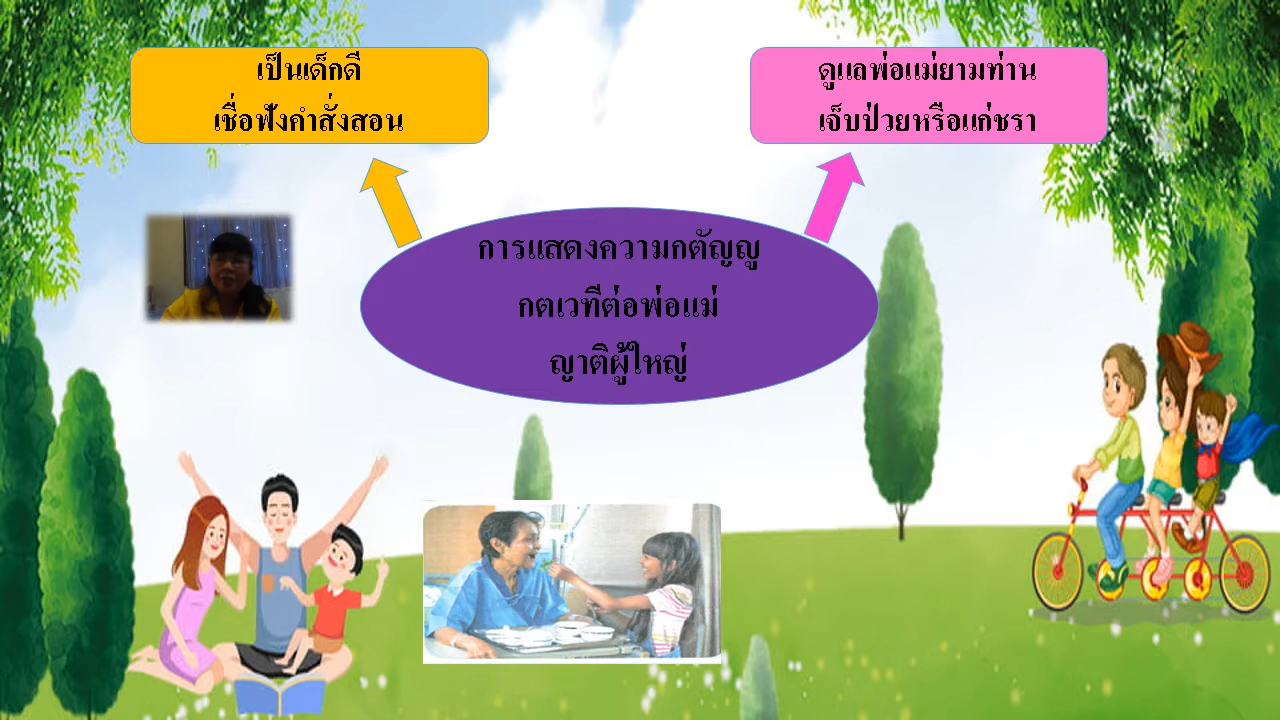 เป็นเด็กดี
เชื่อฟังคำสั่งสอน
ดูแลพ่อแม่ยามท่าน
เจ็บป่วยหรือแก่ชรา
การแสดงความกตัญญู
กตเวทีต่อพ่อแม่
ญาติผู้ใหญ่